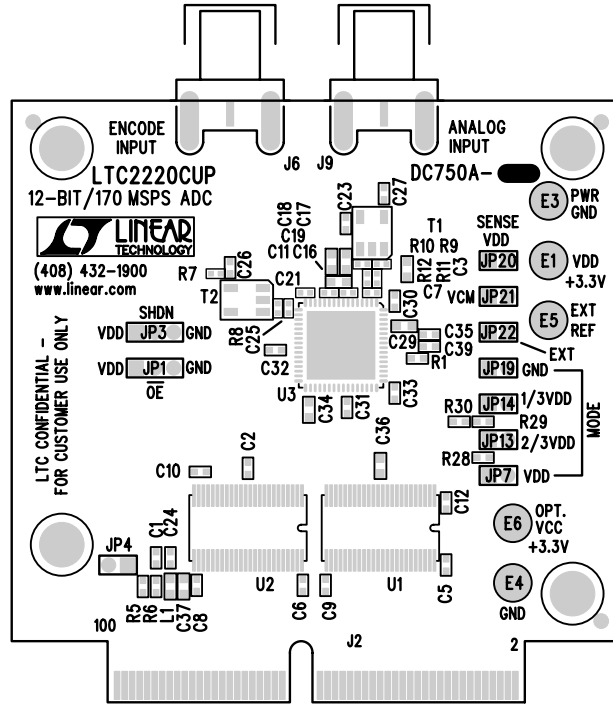 ENCODE
INPUT
J6
J9
ANALOG
INPUT
LTC2220CUP
12-BIT/170 MSPS ADC
DC750A-
LINEAR
TECHNOLOGY
(408) 432-1900
www.linear.com
R7
C26
T2
C18
C17
C19
C11
C16
C21
C23
C27
T1
R10
R9
R12
R11
C3
C7
SENSE
VDD
JP20
VCM
JP21
JP22
EXT
E3
PWR
GND
E1
VDD
+3.3V
E5
EXT
REF
SHDN
VDD
JP3
GND
VDD
JP1
GND
OE
R8
C25
C32
U3
C30
C29
C35
C39
R1
C33
C34
C31
JP19
GND
JP14
1/3VDD
R30
R29
JP13
2/3VDD
R28
JP7
VDD
MODE
LTC CONFIDENTIAL -
FOR CUSTOMER USE ONLY
C10
C2
C36
C12
C5
E6
OPT.
VCC
+3.3V
E4
GND
JP4
C1
C24
R5
R6
L1
C37
C8
U2
C6
C9
U1
100
J2
2